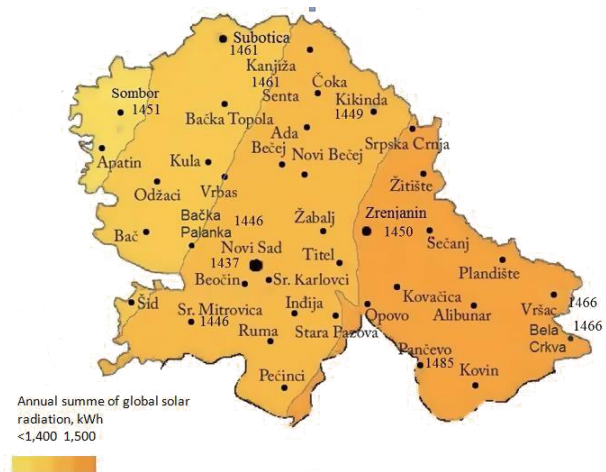 Subotica
1461
Kanjiža
1461
Čoka
Sombor
1451
Senta
Kikinda
1449
Bačka Topola
Ada
Srpska Crnja
Apatin
Kula
Bečej
Novi Bečej
Žitište
Odžaci
Vrbas
Bačka
Palanka
1446
Žabalj
Zrenjanin
1450
Bač
Sečanj
Novi Sad
1437
Titel
Plandište
Beočin
Sr. Karlovci
Kovačica
Šid
Sr. Mitrovica
1446
Inđija
Opovo
Alibunar
Vršac
1466
Ruma
Stara Pazova
Bela
Crkva
1466
Pančevo
1485
Pećinci
Kovin
Annual summe of global solar
radiation, kWh
<1,400 1,500